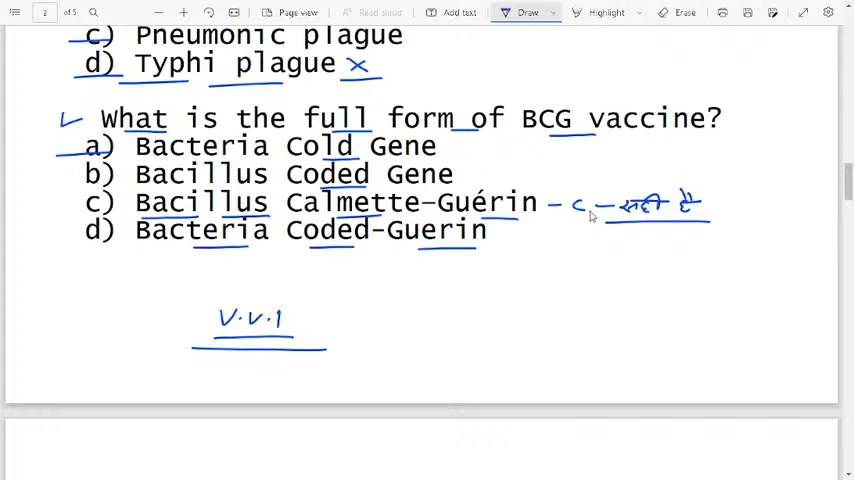 2 of 5 Page view Read aloud Add text Draw Highlight Erase
c) Pneumonic plague
d) Typhi plague x
What is the full form of BCG vaccine?
a) Bacteria Cold Gene
b) Bacillus Coded Gene
c) Bacillus Calmette-Guérin - c - सही है
d) Bacteria Coded-Guerin
V.V.I